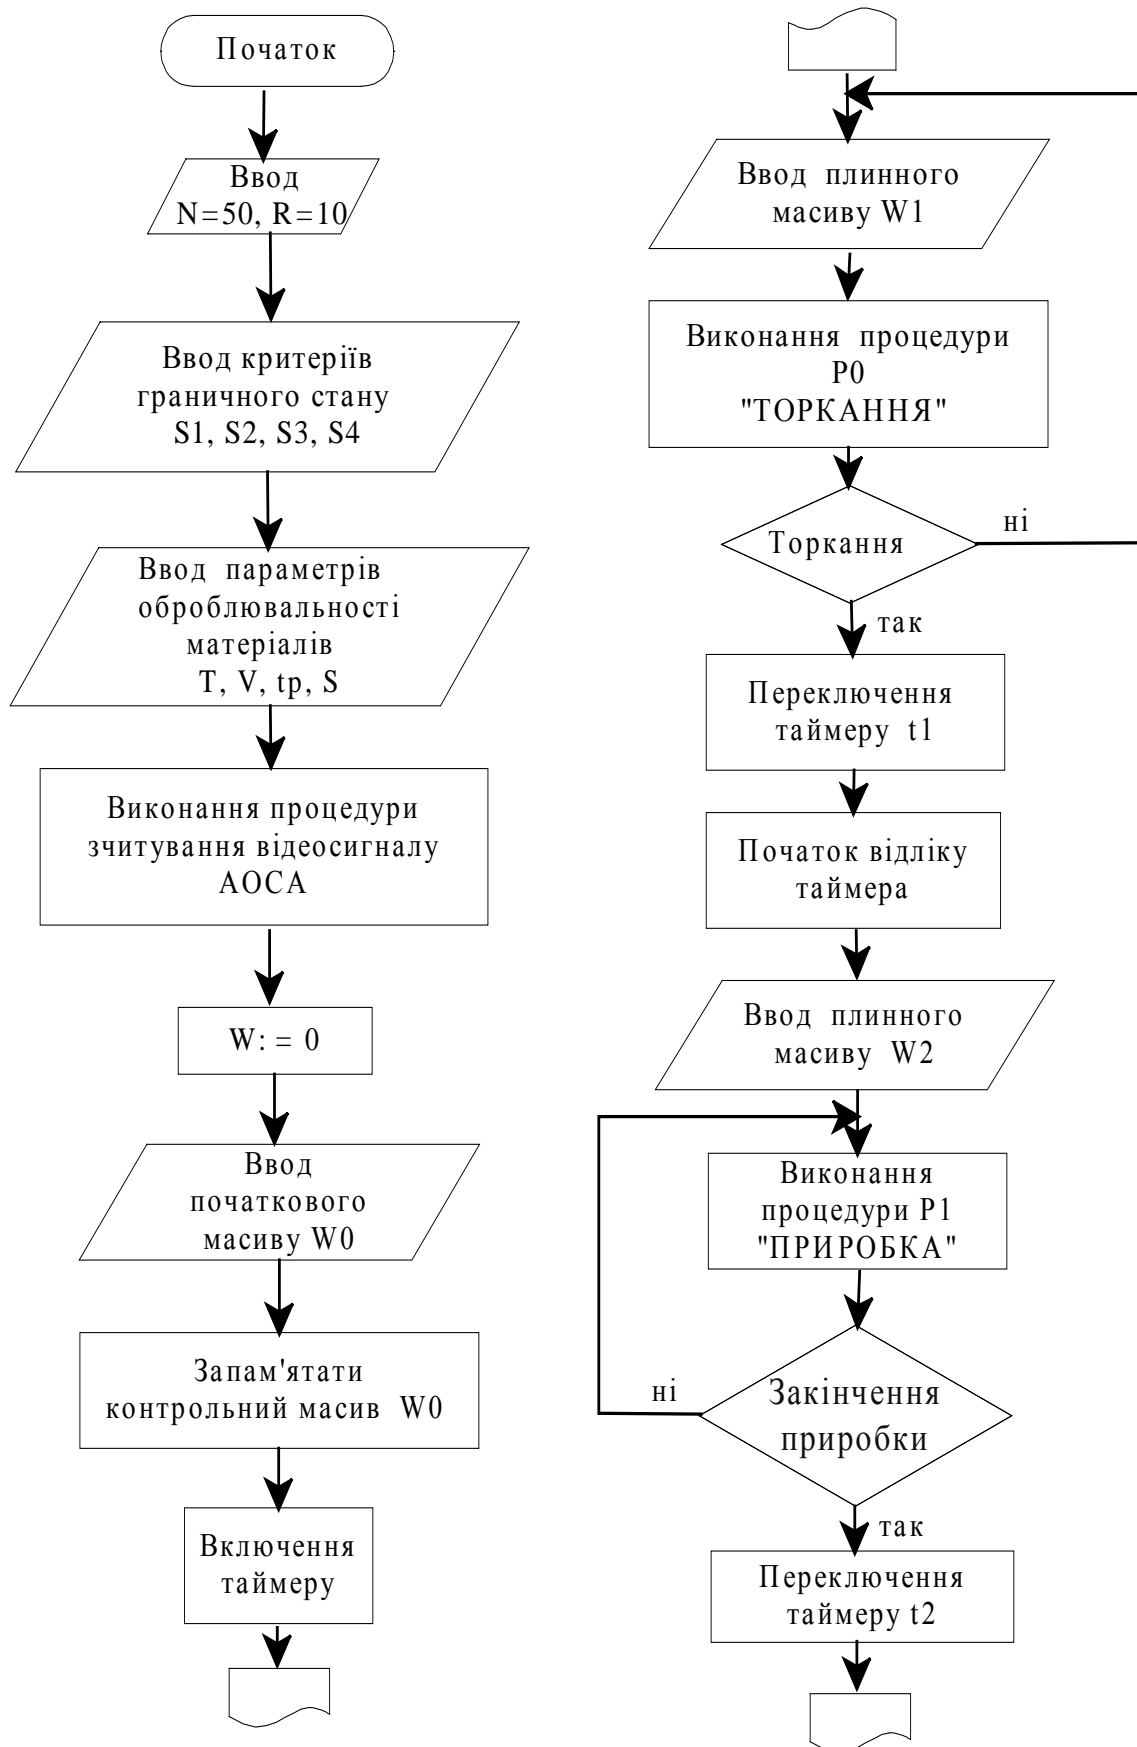 Початок
Ввод
N=50, R=10
Ввод критеріїв
граничного стану
S1, S2, S3, S4
Ввод параметрів
оброблювальності
матеріалів
T, V, tp, S
Виконання процедури
зчитування відеосигналу
АОСА
W: = 0
Ввод
початкового
масиву W0
Запам'ятати
контрольний масив W0
Включення
таймеру
Ввод плинного
масиву W1
Виконання процедури
P0
"ТОРКАННЯ"
Торкання
ні
так
Переключення
таймеру t1
Початок відліку
таймера
Ввод плинного
масиву W2
Виконання
процедури P1
"ПРИРОБКА"
ні
Закінчення
приробки
так
Переключення
таймеру t2